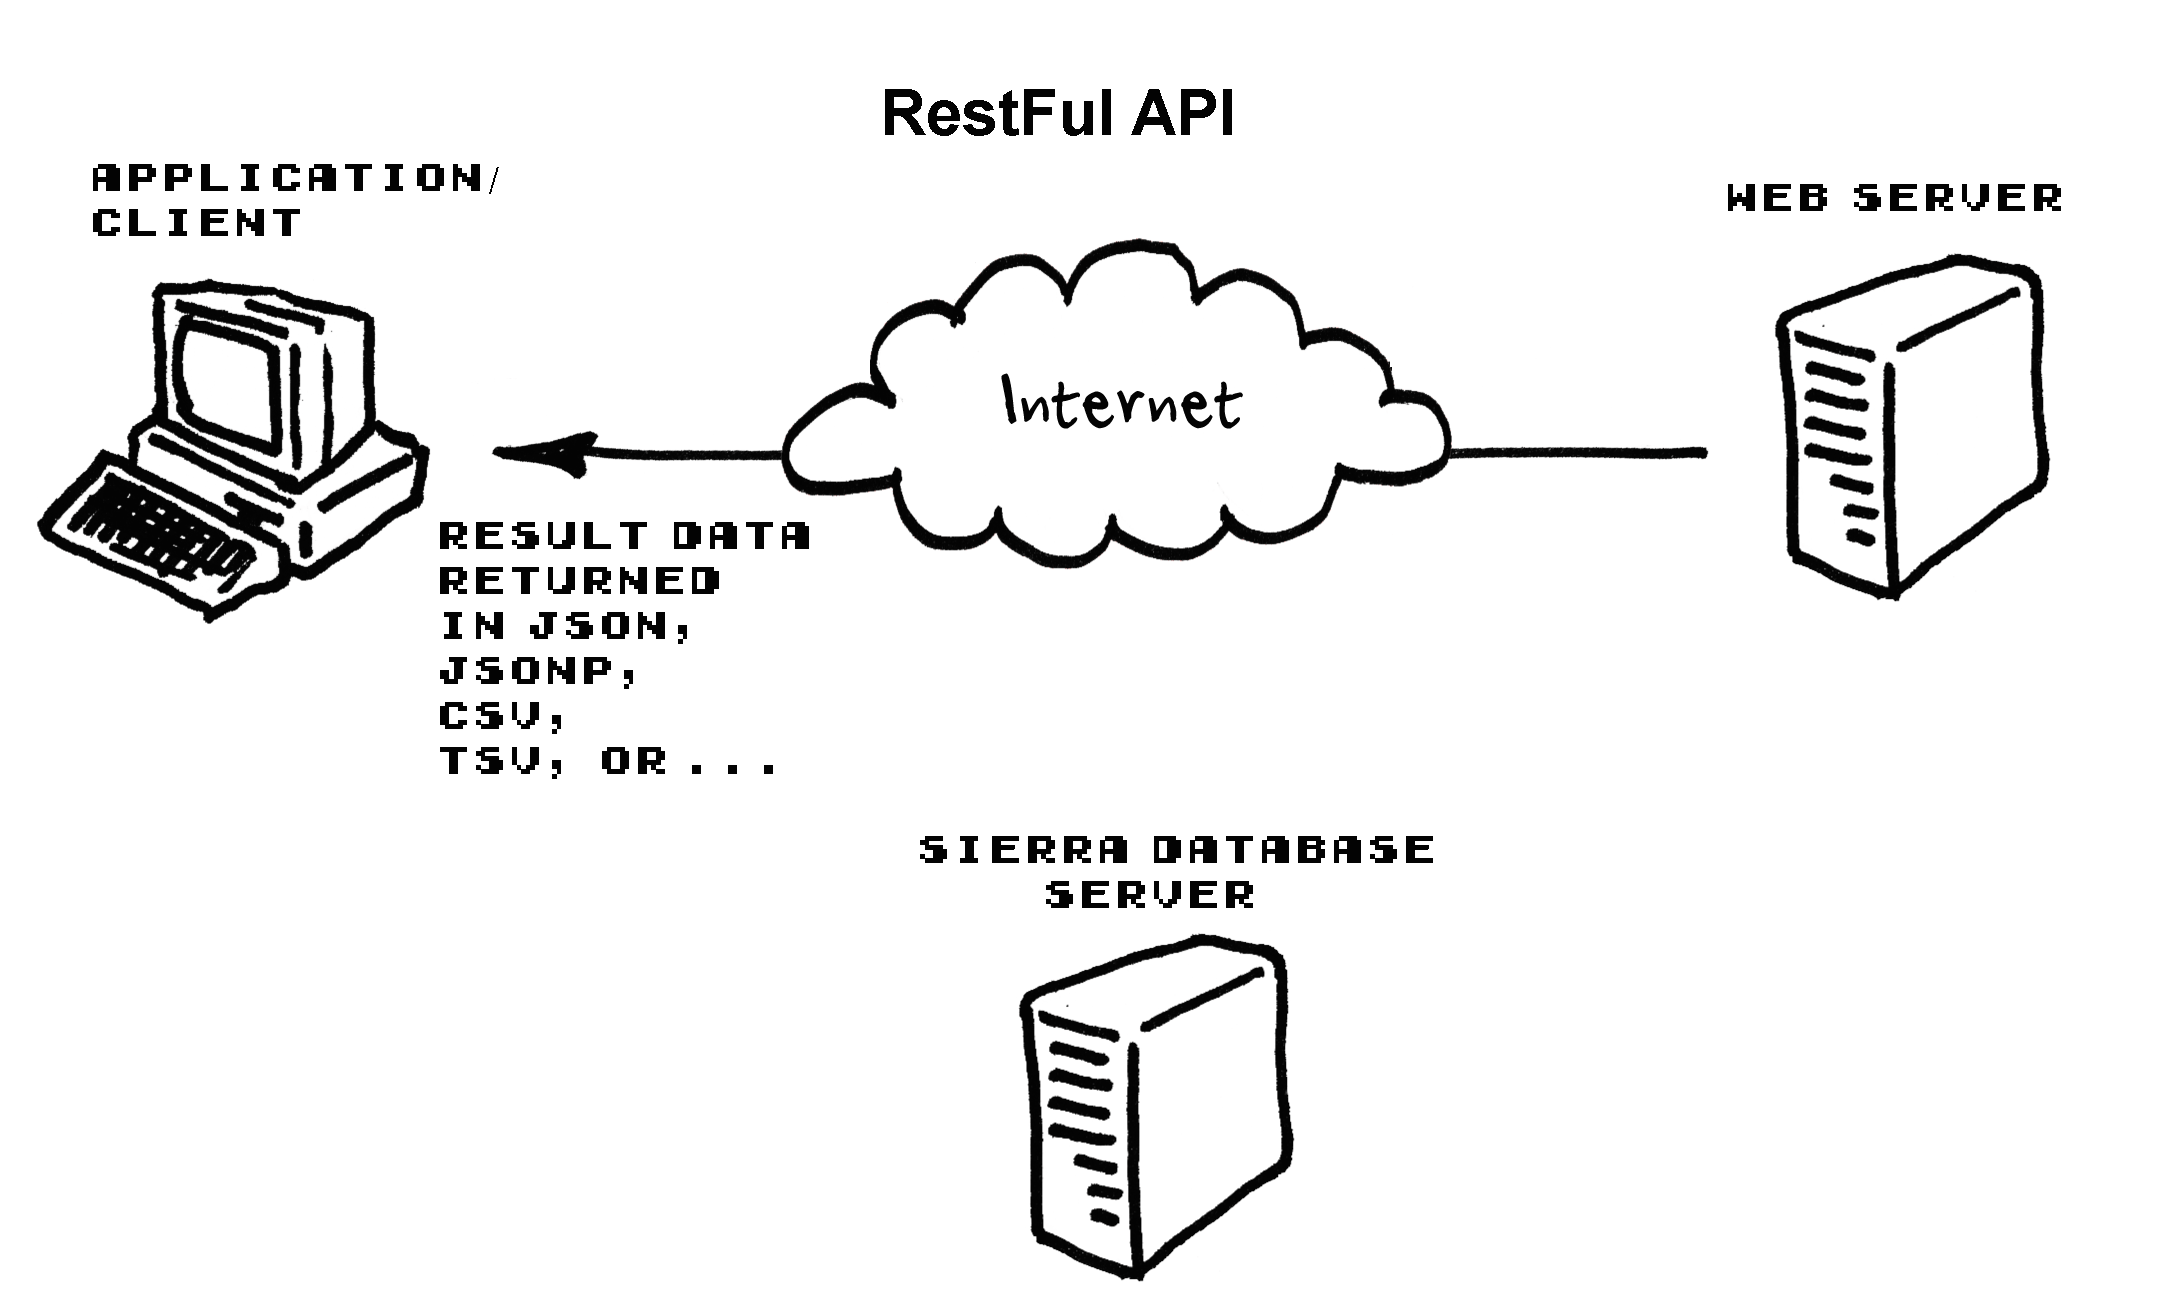 RestFul API
APPLICATION/
CLIENT
WEB SERVER
Internet
RESULT DATA
RETURNED
IN JSON,
JSONP,
CSV,
TSV, OR ...
SIERRA DATABASE
SERVER